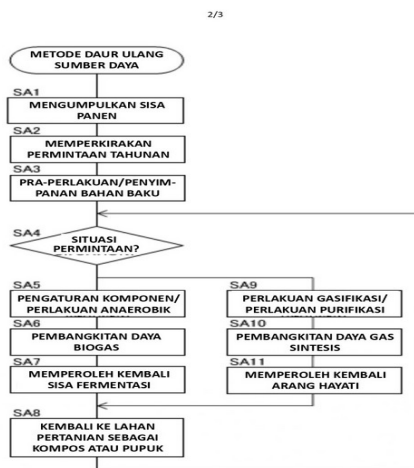 2/3
METODE DAUR ULANG
SUMBER DAYA
SA1
MENGUMPULKAN SISA
PANEN
SA2
MEMPERKIRAKAN
PERMINTAAN TAHUNAN
SA3
PRA-PERLAKUAN/PENYIM-
PANAN BAHAN BAKU
SA4
SITUASI
PERMINTAAN?
SA5
PENGATURAN KOMPONEN/
PERLAKUAN ANAEROBIK
SA6
PEMBANGKITAN DAYA
BIOGAS
SA7
MEMPEROLEH KEMBALI
SISA FERMENTASI
SA9
PERLAKUAN GASIFIKASI/
PERLAKUAN PURIFIKASI
SA10
PEMBANGKITAN DAYA GAS
SINTESIS
SA11
MEMPEROLEH KEMBALI
ARANG HAYATI
SA8
KEMBALI KE LAHAN
PERTANIAN SEBAGAI
KOMPOS ATAU PUPUK